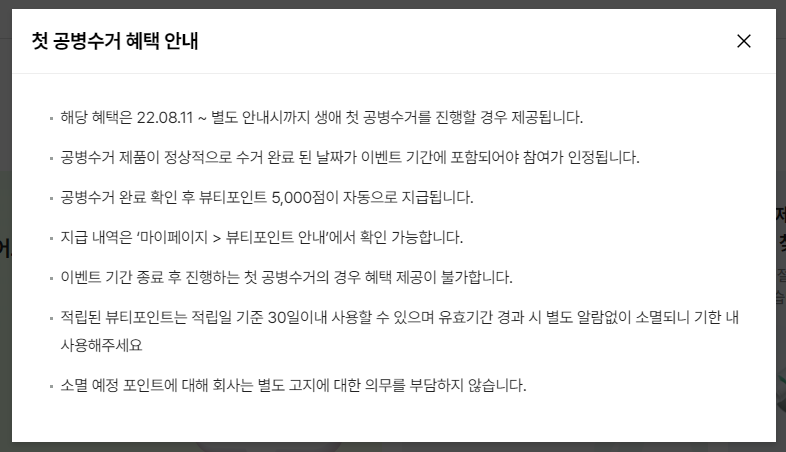 첫 공병수거 혜택 안내
해당 혜택은 22.08.11 ~ 별도 안내시까지 생애 첫 공병수거를 진행할 경우 제공됩니다.
공병수거 제품이 정상적으로 수거 완료 된 날짜가 이벤트 기간에 포함되어야 참여가 인정됩니다.
공병수거 완료 확인 후 뷰티포인트 5,000점이 자동으로 지급됩니다.
지급 내역은 ‘마이페이지 > 뷰티포인트 안내’에서 확인 가능합니다.
이벤트 기간 종료 후 진행하는 첫 공병수거의 경우 혜택 제공이 불가합니다.
적립된 뷰티포인트는 적립일 기준 30일이내 사용할 수 있으며 유효기간 경과 시 별도 알람없이 소멸되니 기한 내
사용해주세요
소멸 예정 포인트에 대해 회사는 별도 고지에 대한 의무를 부담하지 않습니다.